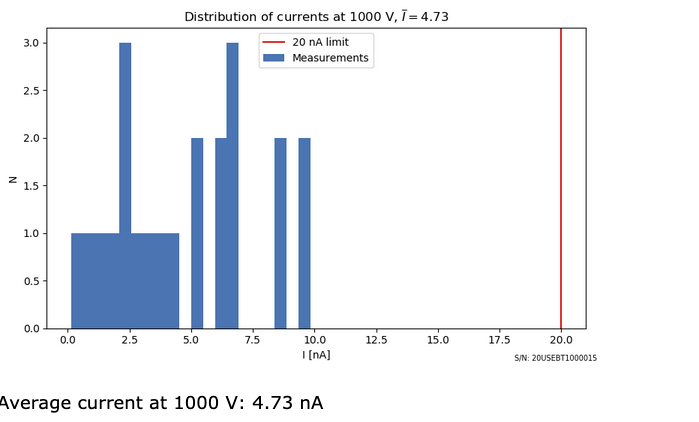 Distribution of currents at 1000 V, Ī = 4.73
20 nA limit
Measurements
3.0
2.5
2.0
1.5
1.0
0.5
0.0
N
0.0 2.5 5.0 7.5 10.0 12.5 15.0 17.5 20.0
I [nA]
S/N: 20USEBT1000015
Average current at 1000 V: 4.73 nA